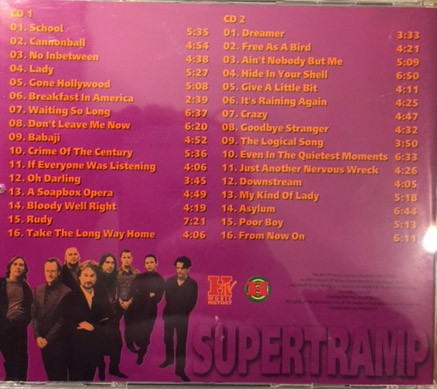 CD 1
01. School 5:35
02. Cannonball 4:54
03. No Inbetween 4:38
04. Lady 5:27
05. Gone Hollywood 5:08
06. Breakfast In America 2:39
07. Waiting So Long 6:37
08. Don't Leave Me Now 6:20
09. Babaji 4:52
10. Crime Of The Century 5:36
11. If Everyone Was Listening 4:06
12. Oh Darling 3:45
13. A Soapbox Opera 4:49
14. Bloody Well Right 4:19
15. Rudy 7:21
16. Take The Long Way Home 4:06
CD 2
01. Dreamer 3:33
02. Free As A Bird 4:21
03. Ain't Nobody But Me 5:09
04. Hide In Your Shell 6:50
05. Give A Little Bit 4:11
06. It's Raining Again 4:25
07. Crazy 4:47
08. Goodbye Stranger 4:32
09. The Logical Song 3:50
10. Even In The Quietest Moments 6:33
11. Just Another Nervous Wreck 4:26
12. Downstream 4:05
13. My Kind Of Lady 5:18
14. Asylum 6:44
15. Poor Boy 5:13
16. From Now On 6:11
MUSIC
HISTORY
SUPERTRAMP